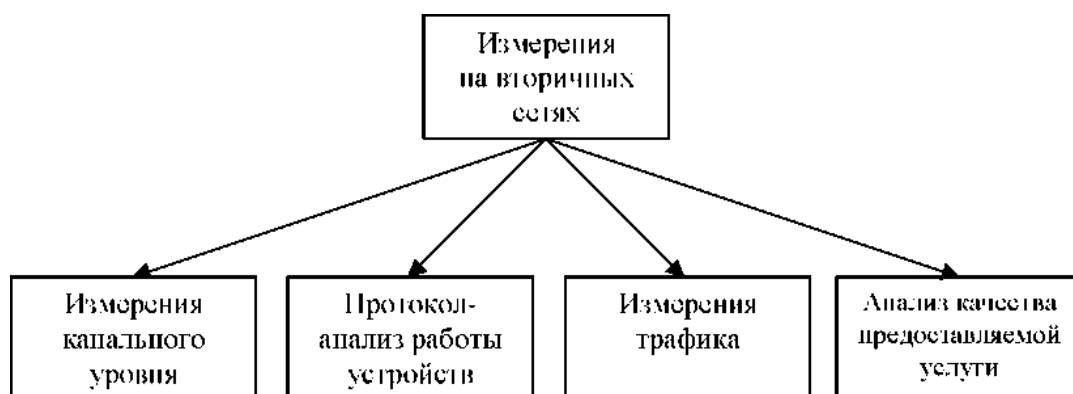 Измерения
на вторичных
сетях
Измерения
канального
уровня
Протокол-
анализ работы
устройств
Измерения
трафика
Анализ качества
предоставляемой
услуги